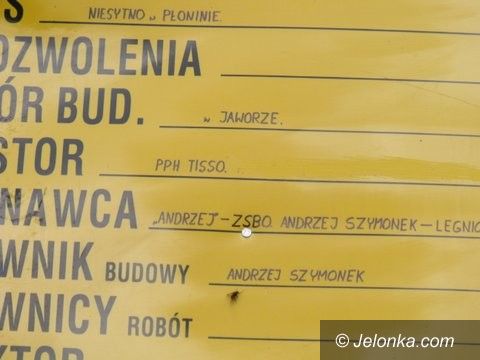 S NIESYTNO W PŁONINIE.
OZWOLENIA
ÓR BUD. W JAWORZE.
STOR PPH TISSO.
NAWCA „ANDRZEJ"-ZSBO. ANDRZEJ SZYMONEK-LEGNIC
WNIK BUDOWY ANDRZEJ SZYMONEK
WNICY ROBÓT
KTOR
© Jelonka.com